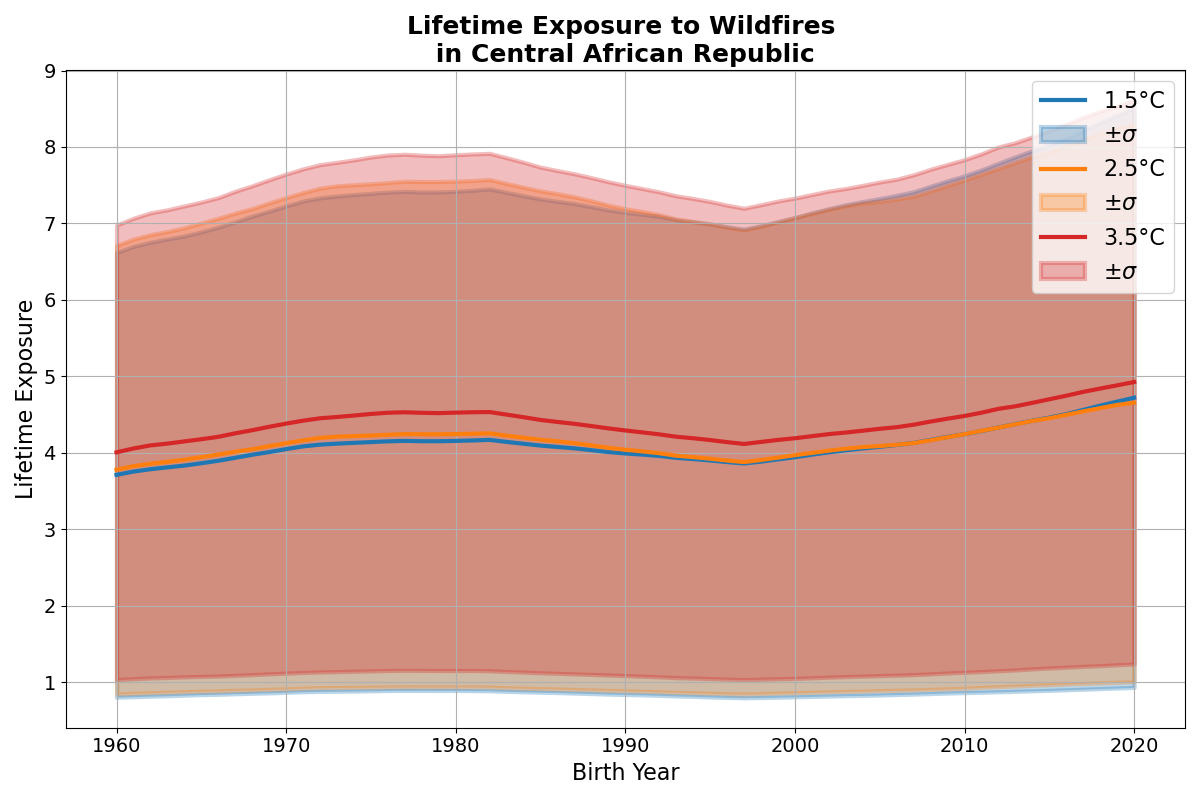 Lifetime Exposure to Wildfires
in Central African Republic
9
8
7
6
5
4
3
2
1
Lifetime Exposure
1.5°C
±σ
2.5°C
±σ
3.5°C
±σ
1960
1970
1980
1990
2000
2010
2020
Birth Year